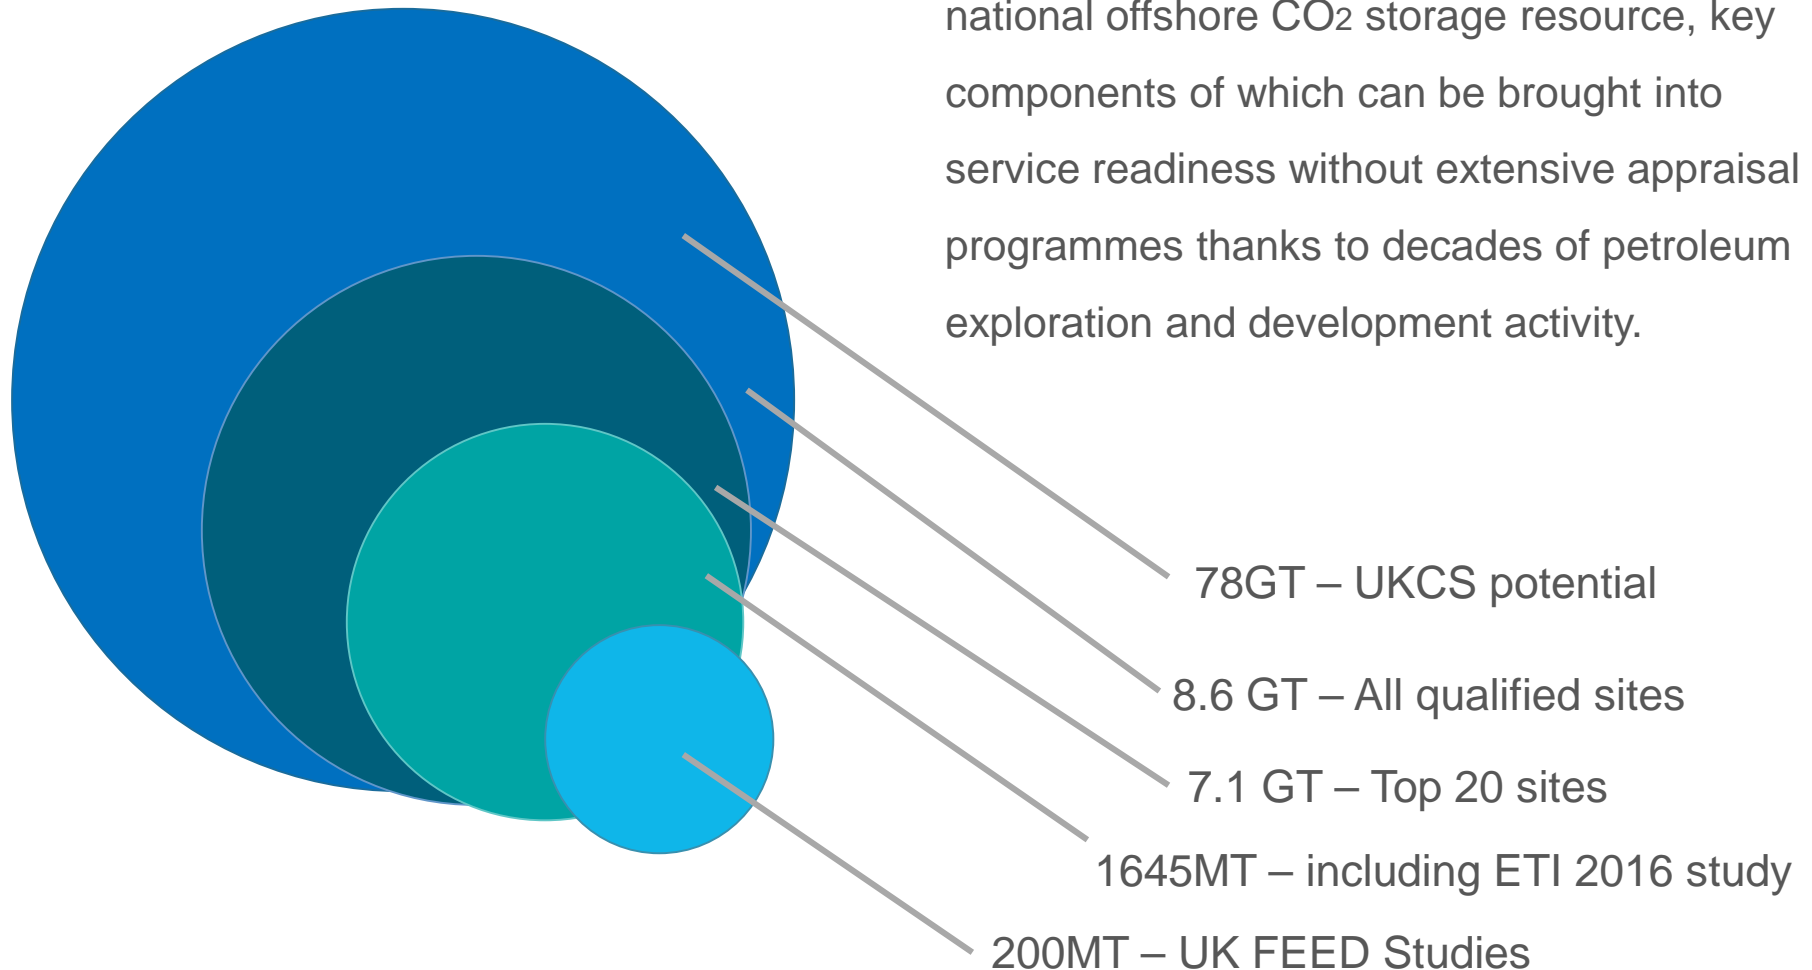 national offshore CO2 storage resource, key
components of which can be brought into
service readiness without extensive appraisal
programmes thanks to decades of petroleum
exploration and development activity.
78GT – UKCS potential
8.6 GT – All qualified sites
7.1 GT – Top 20 sites
1645MT – including ETI 2016 study
200MT – UK FEED Studies